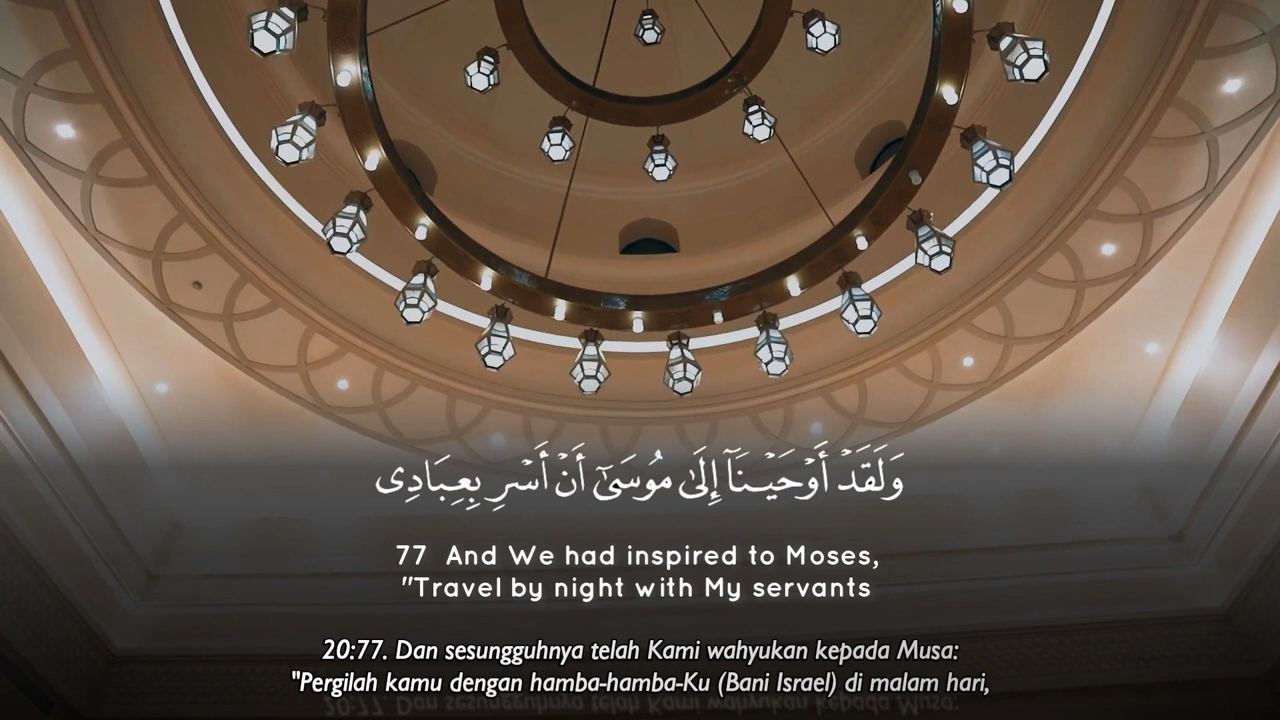 وَلَقَدْ أَوْحَيْنَآ إِلَىٰ مُوسَىٰٓ أَنْ أَسْرِ بِعِبَادِى
77 And We had inspired to Moses,
"Travel by night with My servants
20:77. Dan sesungguhnya telah Kami wahyukan kepada Musa:
"Pergilah kamu dengan hamba-hamba-Ku (Bani Israel) di malam hari,